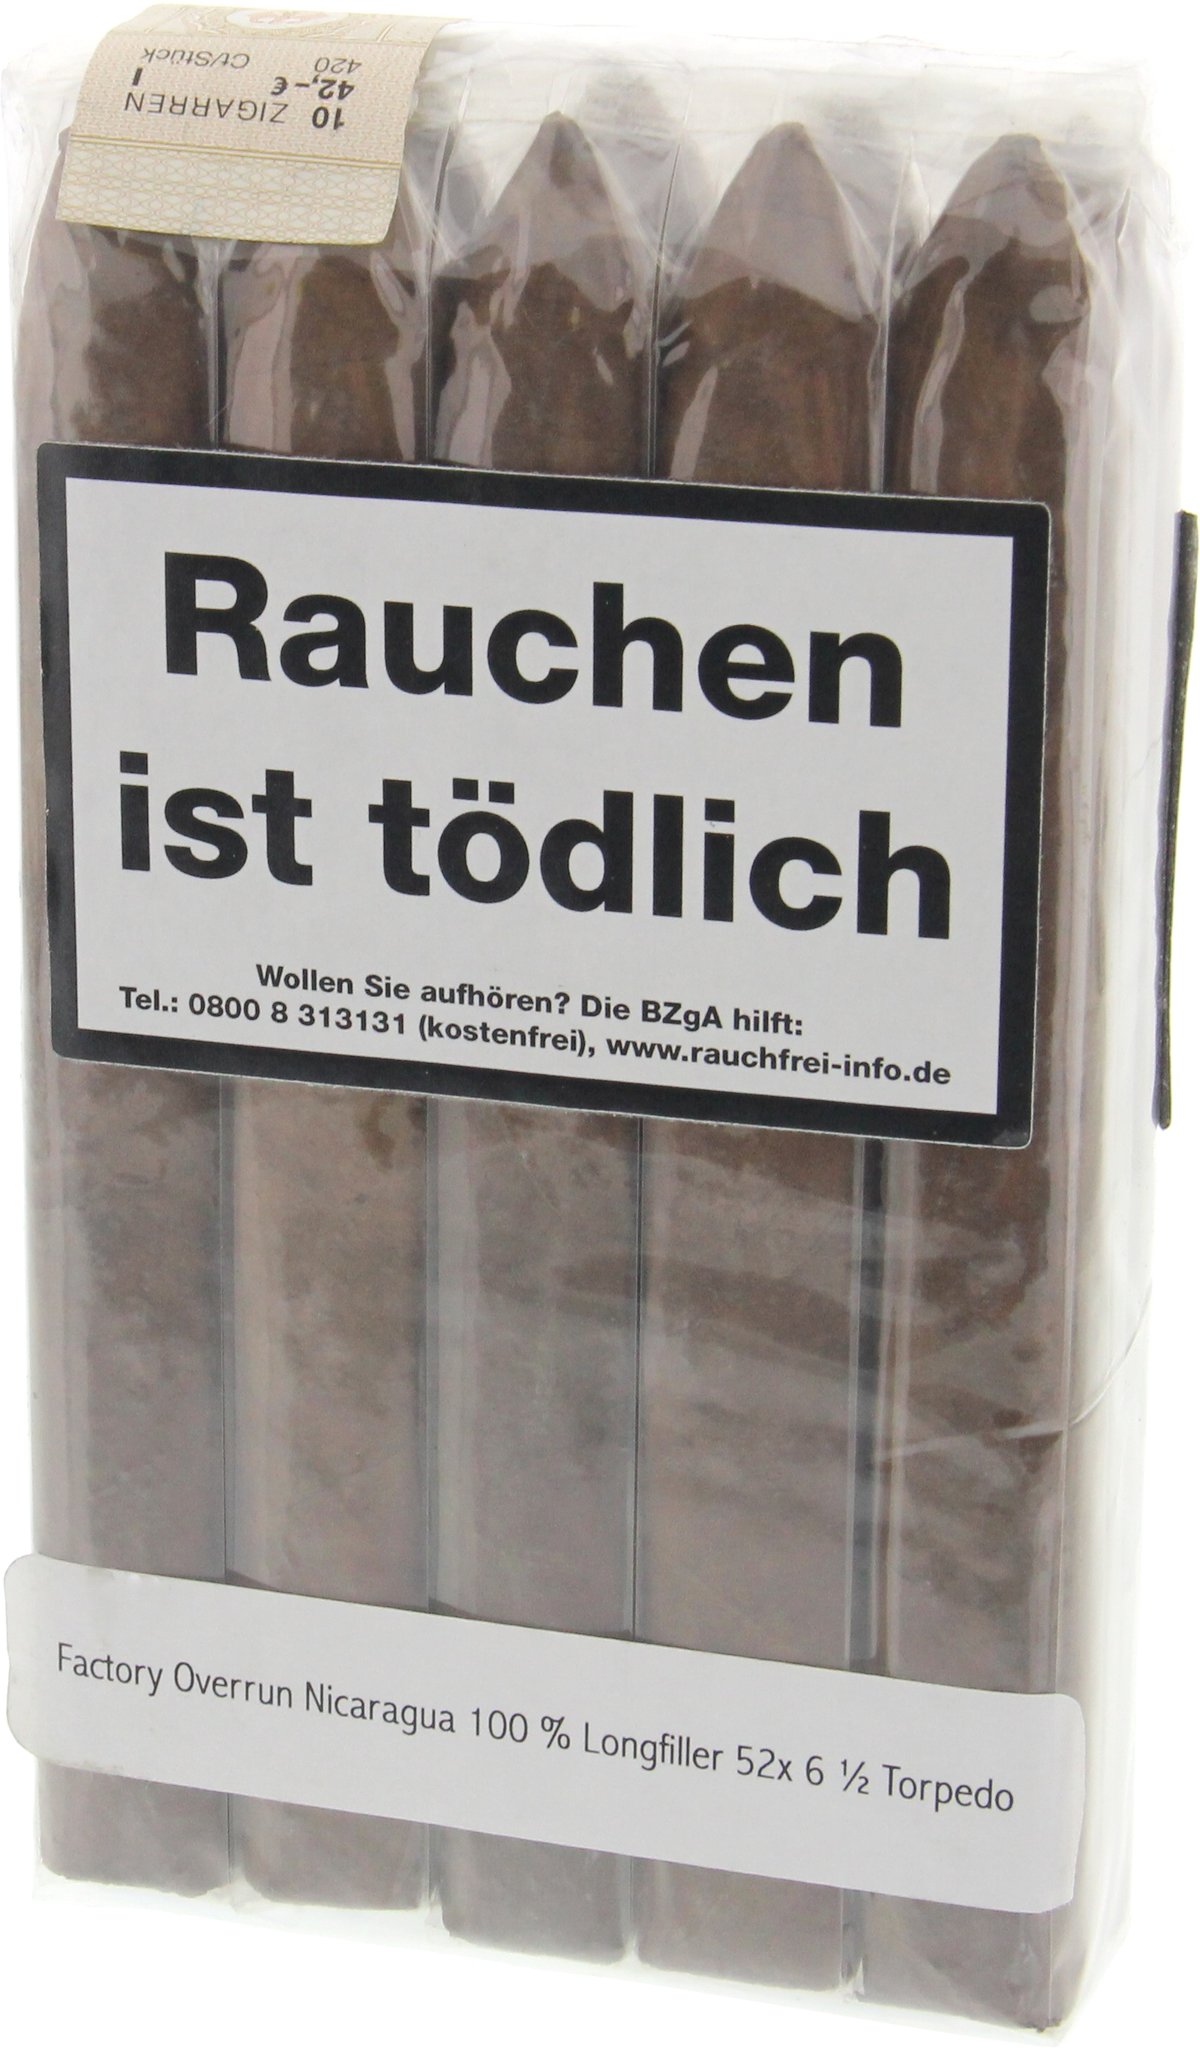 10 ZIGARREN I
42,– €
420 Ct/Stück
Rauchen
ist tödlich
Wollen Sie aufhören? Die BZgA hilft:
Tel.: 0800 8 313131 (kostenfrei), www.rauchfrei-info.de
Factory Overrun Nicaragua 100 % Longfiller 52x 6 ½ Torpedo